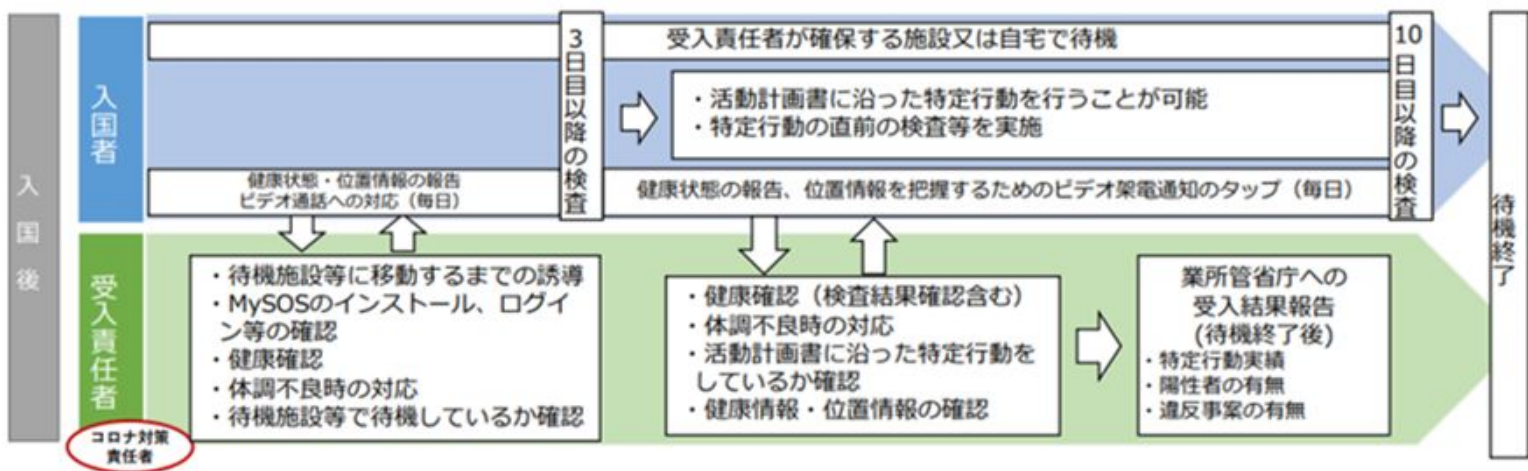 入国後
入国者
受入責任者が確保する施設又は自宅で待機
3日目以降の検査
・活動計画書に沿った特定行動を行うことが可能
・特定行動の直前の検査等を実施
10日目以降の検査
健康状態・位置情報の報告
ビデオ通話への対応（毎日）
健康状態の報告、位置情報を把握するためのビデオ架電通知のタップ（毎日）
受入責任者
コロナ対策
責任者
・待機施設等に移動するまでの誘導
・MySOSのインストール、ログイ
ン等の確認
・健康確認
・体調不良時の対応
・待機施設等で待機しているか確認
・健康確認（検査結果確認含む）
・体調不良時の対応
・活動計画書に沿った特定行動を
しているか確認
・健康情報・位置情報の確認
業所管省庁への
受入結果報告
(待機終了後)
・特定行動実績
・陽性者の有無
・違反事案の有無
待機終了